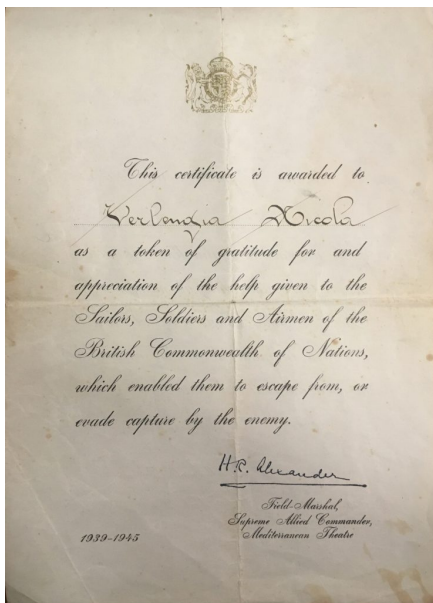 This certificate is awarded to
Verlengia Nicola
as a token of gratitude for and
appreciation of the help given to the
Sailors, Soldiers and Airmen of the
British Commonwealth of Nations,
which enabled them to escape from, or
evade capture by the enemy.
H.R. Alexander
Field-Marshal,
Supreme Allied Commander,
Mediterranean Theatre
1939-1945